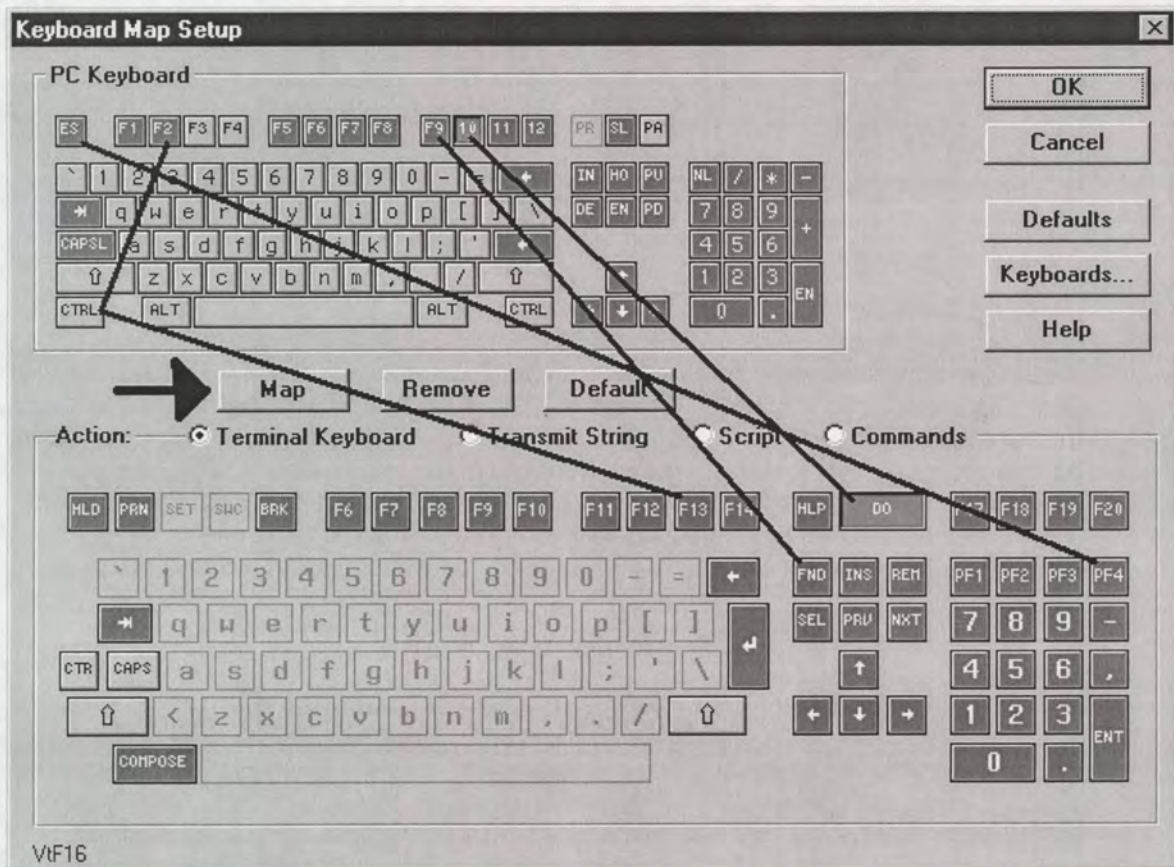 Keyboard Map Setup
PC Keyboard
OK
ES F1 F2 F3 F4 F5 F6 F7 F8 F9 10 11 12 PR SL PA
Cancel
` 1 2 3 4 5 6 7 8 9 0 - = IN HO PU NL / * -
q w e r t y u i o p [ ] \ DE EN PD 7 8 9 +
Defaults
CAPSL a s d f g h j k l ; ' 4 5 6
z x c v b n m , . / 1 2 3 EN
Keyboards...
CTRL ALT ALT CTRL 0 .
Help
Map Remove Default
Action: Terminal Keyboard Transmit String Script Commands
HLD PRN SET SWC BRK F6 F7 F8 F9 F10 F11 F12 F13 F14 HLP DO F17 F18 F19 F20
` 1 2 3 4 5 6 7 8 9 0 - = FND INS REM PF1 PF2 PF3 PF4
q w e r t y u i o p [ ] SEL PRV NXT 7 8 9 -
CTR CAPS a s d f g h j k l ; ' \ 4 5 6 ,
< z x c v b n m , . / 1 2 3 ENT
COMPOSE 0 .
VtF16